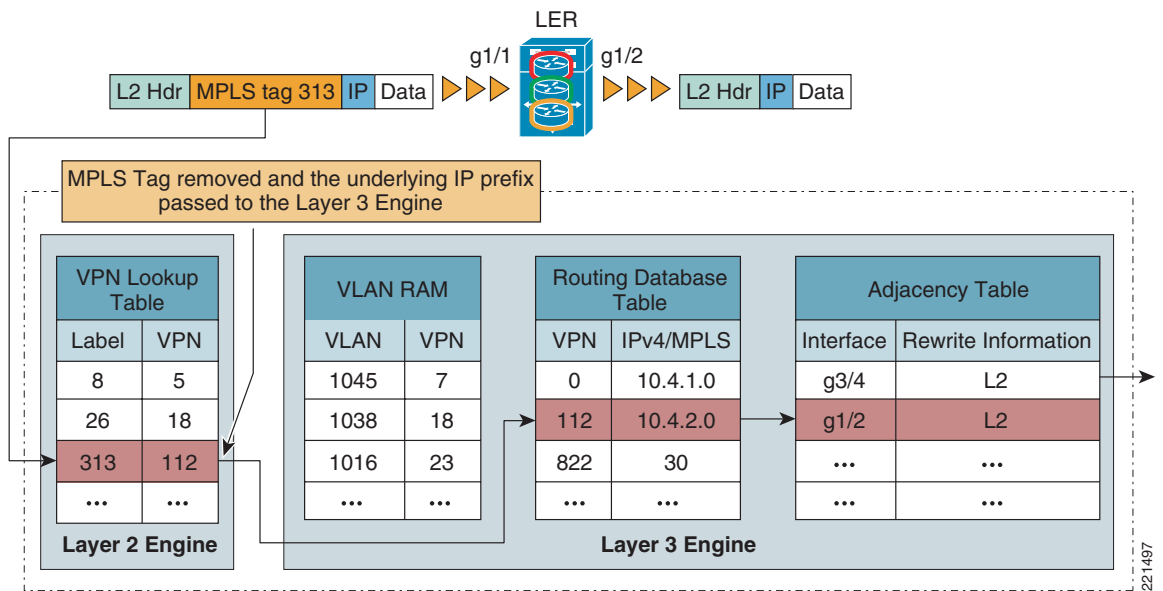 LER
g1/1
g1/2
L2 Hdr MPLS tag 313 IP Data
L2 Hdr IP Data
MPLS Tag removed and the underlying IP prefix
passed to the Layer 3 Engine
VPN Lookup
Table
Label VPN
8 5
26 18
313 112
... ...
Layer 2 Engine
VLAN RAM
VLAN VPN
1045 7
1038 18
1016 23
... ...
Routing Database
Table
VPN IPv4/MPLS
0 10.4.1.0
112 10.4.2.0
822 30
... ...
Adjacency Table
Interface Rewrite Information
g3/4 L2
g1/2 L2
... ...
... ...
Layer 3 Engine
221497